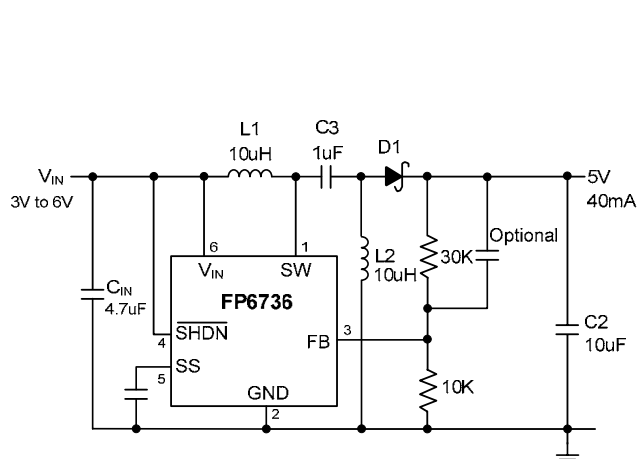 L1
10uH
C3
1uF
D1
VIN
3V to 6V
5V
40mA
6
1
VIN
SW
FP6736
Optional
30K
L2
10uH
CIN
4.7uF
SHDN
4
SS
5
FB
3
GND
2
10K
C2
10uF